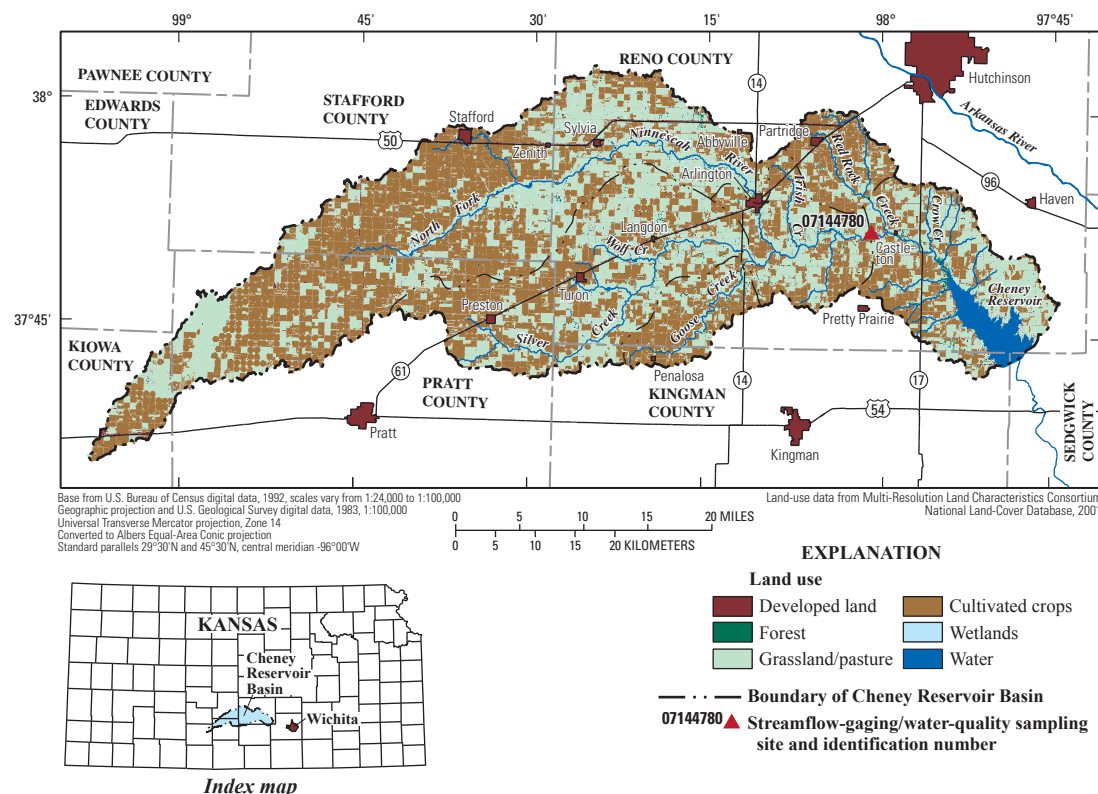 99°
45'
30'
15'
98°
97°45'
38°
37°45'
PAWNEE COUNTY
EDWARDS
COUNTY
STAFFORD
COUNTY
RENO COUNTY
KIOWA
COUNTY
PRATT
COUNTY
KINGMAN
COUNTY
SEDGWICK
COUNTY
50
14
96
61
14
17
54
Hutchinson
Arkansas River
Haven
Stafford
Zenith
Sylvia
Abbyville
Partridge
Arlington
Langdon
Turon
Preston
Penalosa
Pretty Prairie
Castle-
ton
Pratt
Kingman
North Fork Ninnescah River
Red Rock Creek
Irish Cr
Crow Cr
Wolf Cr
Silver Creek
Goose Creek
Cheney
Reservoir
07144780
Base from U.S. Bureau of Census digital data, 1992, scales vary from 1:24,000 to 1:100,000
Geographic projection and U.S. Geological Survey digital data, 1983, 1:100,000
Universal Transverse Mercator projection, Zone 14
Converted to Albers Equal-Area Conic projection
Standard parallels 29°30'N and 45°30'N, central meridian -96°00'W
Land-use data from Multi-Resolution Land Characteristics Consortium
National Land-Cover Database, 2001
0 5 10 15 20 MILES
0 5 10 15 20 KILOMETERS
EXPLANATION
Land use
Developed land
Forest
Grassland/pasture
Cultivated crops
Wetlands
Water
Boundary of Cheney Reservoir Basin
07144780 Streamflow-gaging/water-quality sampling
site and identification number
KANSAS
Cheney
Reservoir
Basin
Wichita
Index map